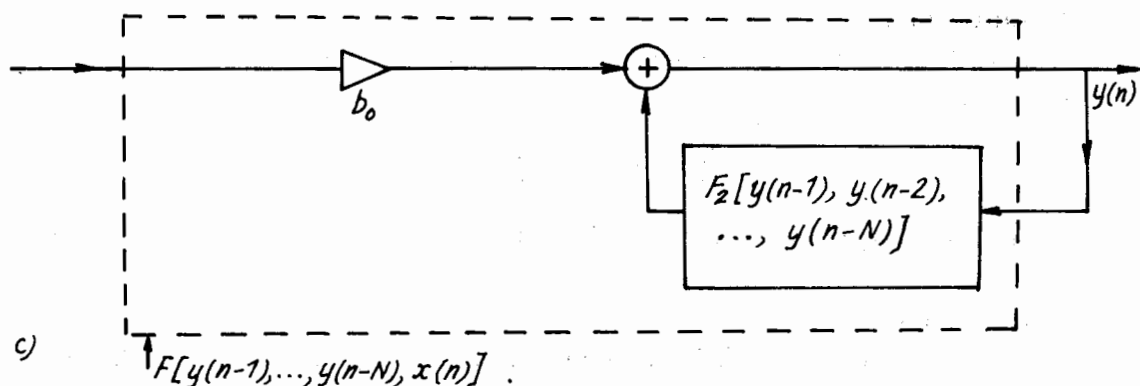 b₀
+
y(n)
F₂[y(n-1), y.(n-2),
..., y(n-N)]
c)
F[y(n-1),..., y(n-N), x(n)] .